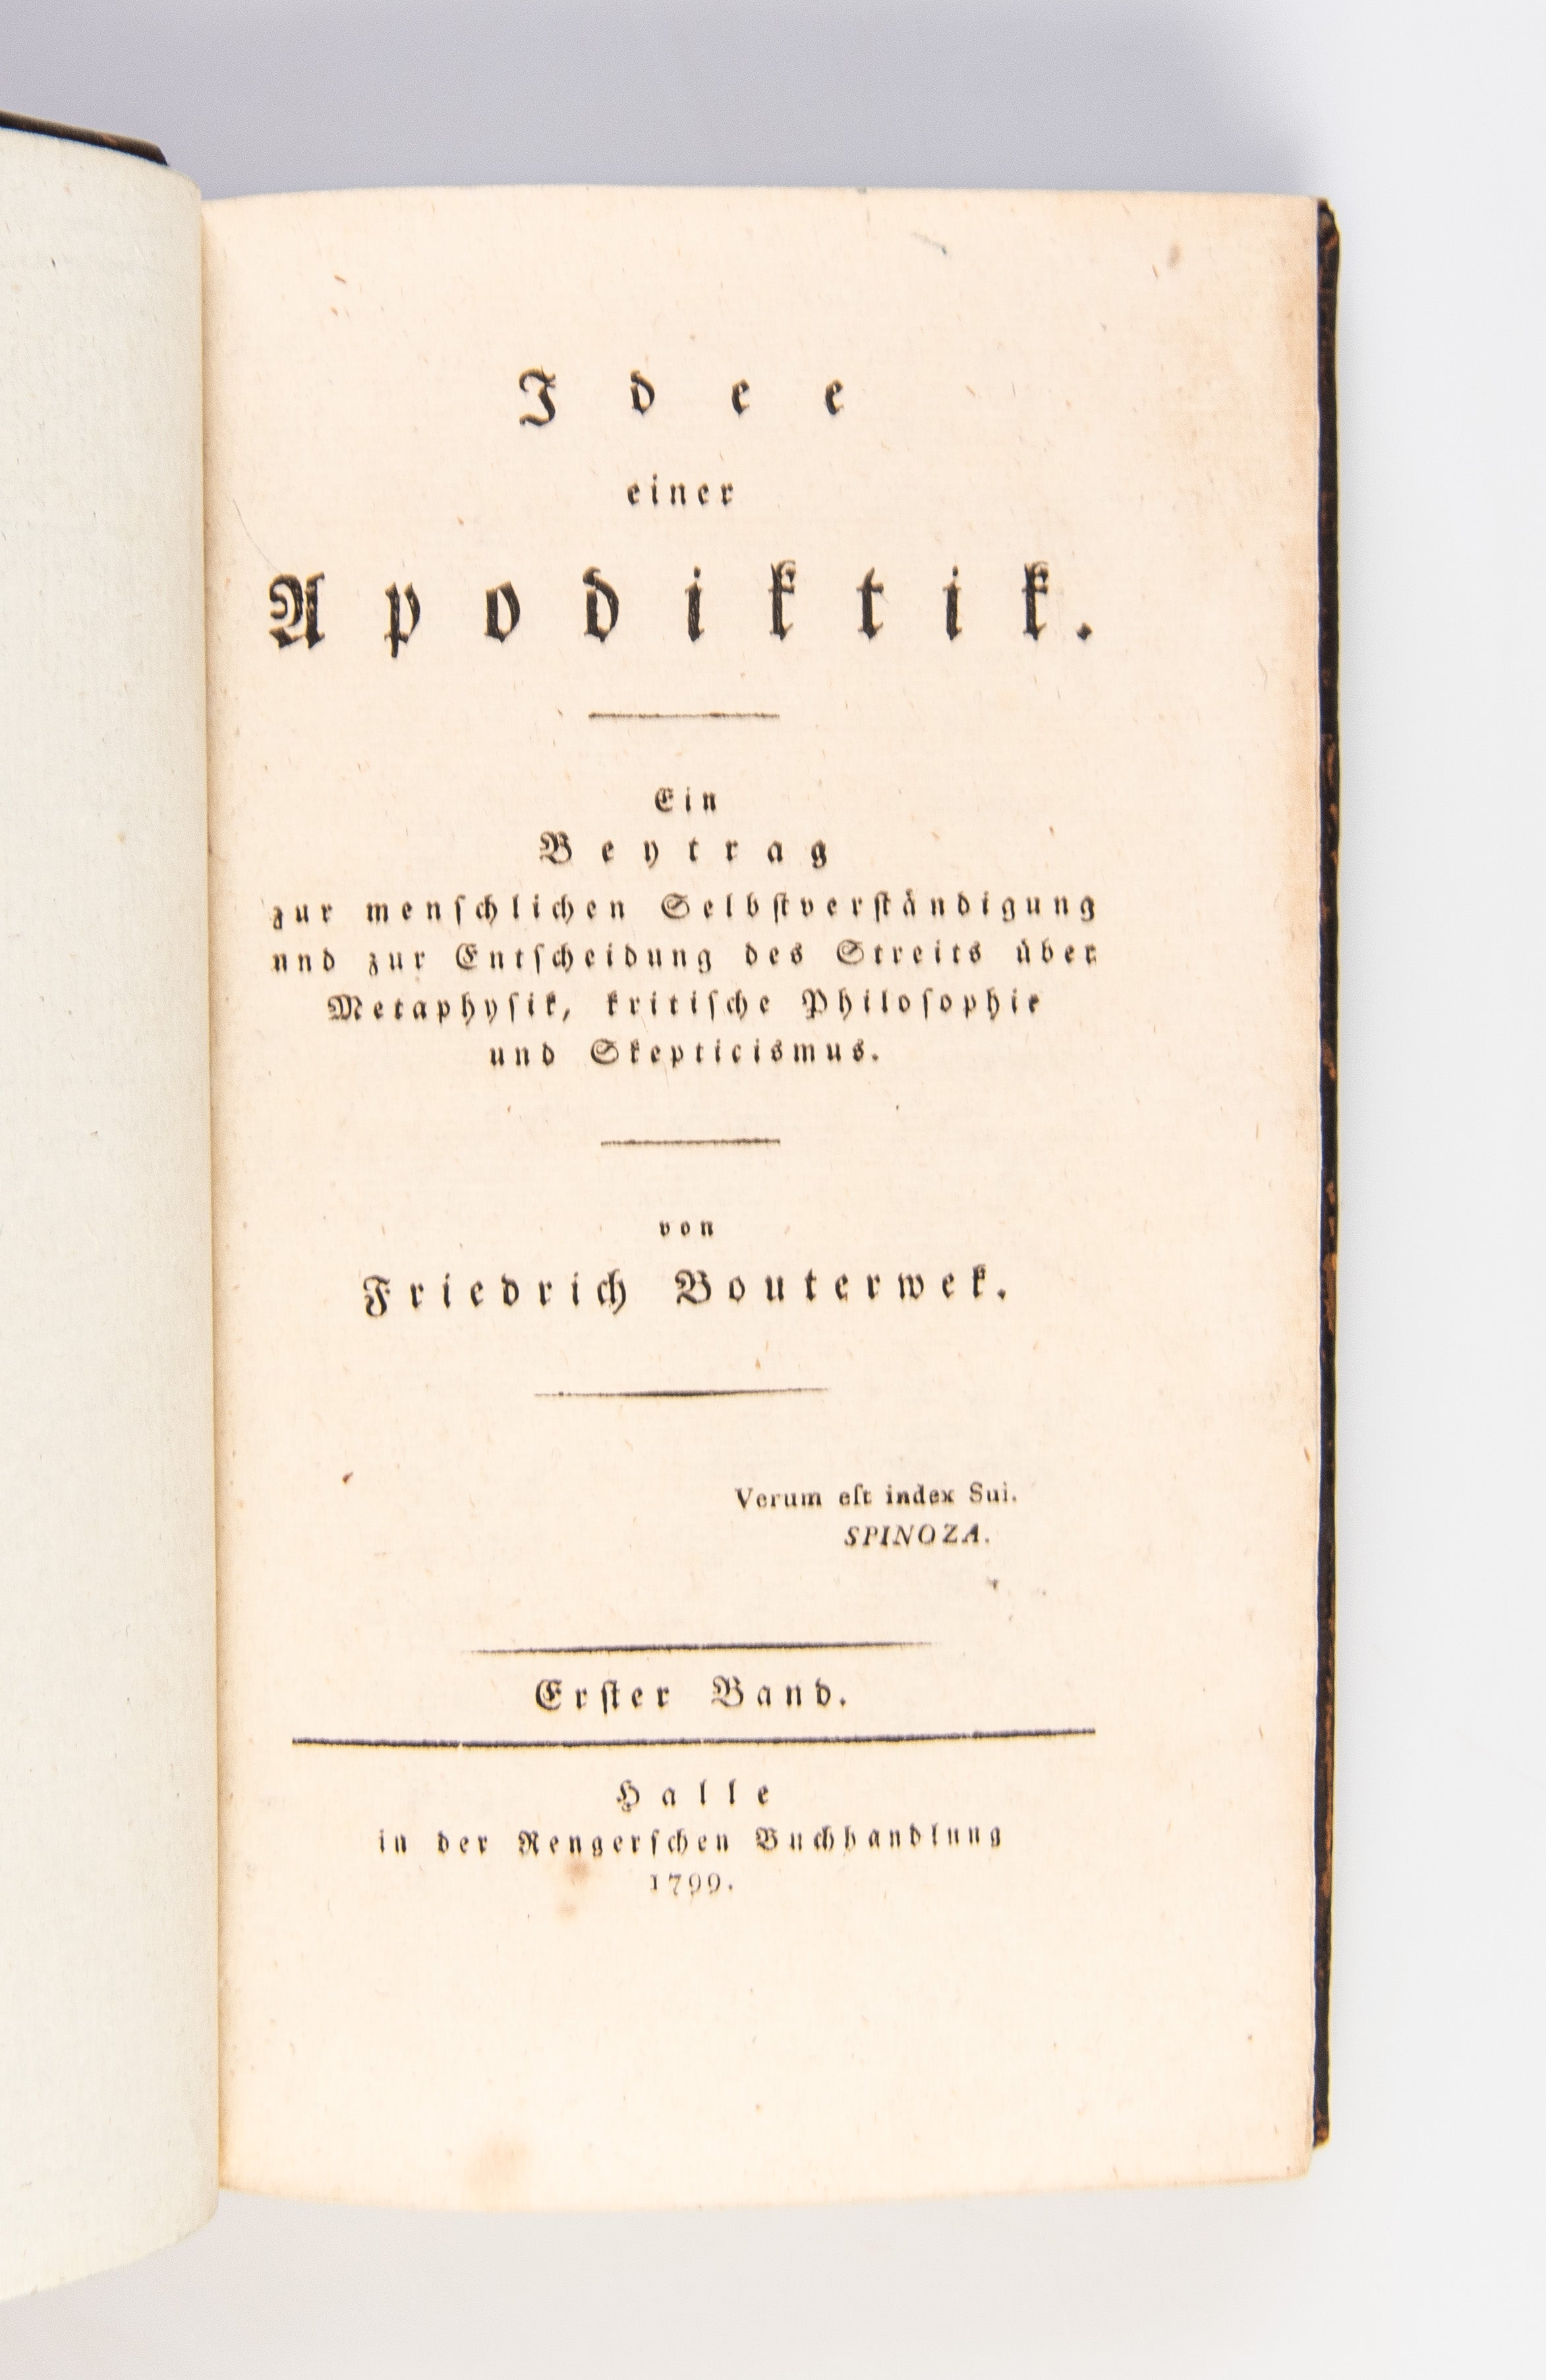 Idee
einer
Apodiktik.
Ein
Beytrag
zur menſchlichen Selbſtverſtändigung
und zur Entſcheidung des Streits über
Metaphyſik, kritiſche Philoſophie
und Skepticismus.
von
Friedrich Bouterwek.
Verum eſt index Sui.
SPINOZA.
Erſter Band.
Halle
in der Rengerſchen Buchhandlung
1799.